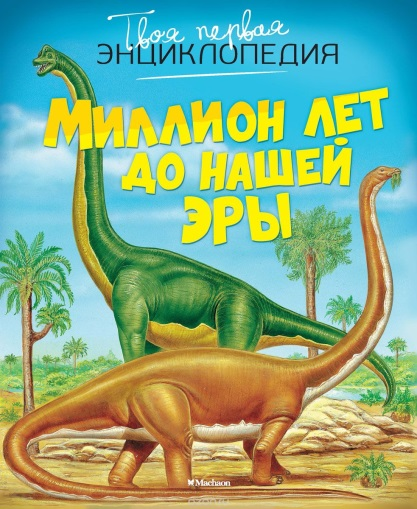 Твоя первая
ЭНЦИКЛОПЕДИЯ
Миллион лет
до нашей
эры
Machaon